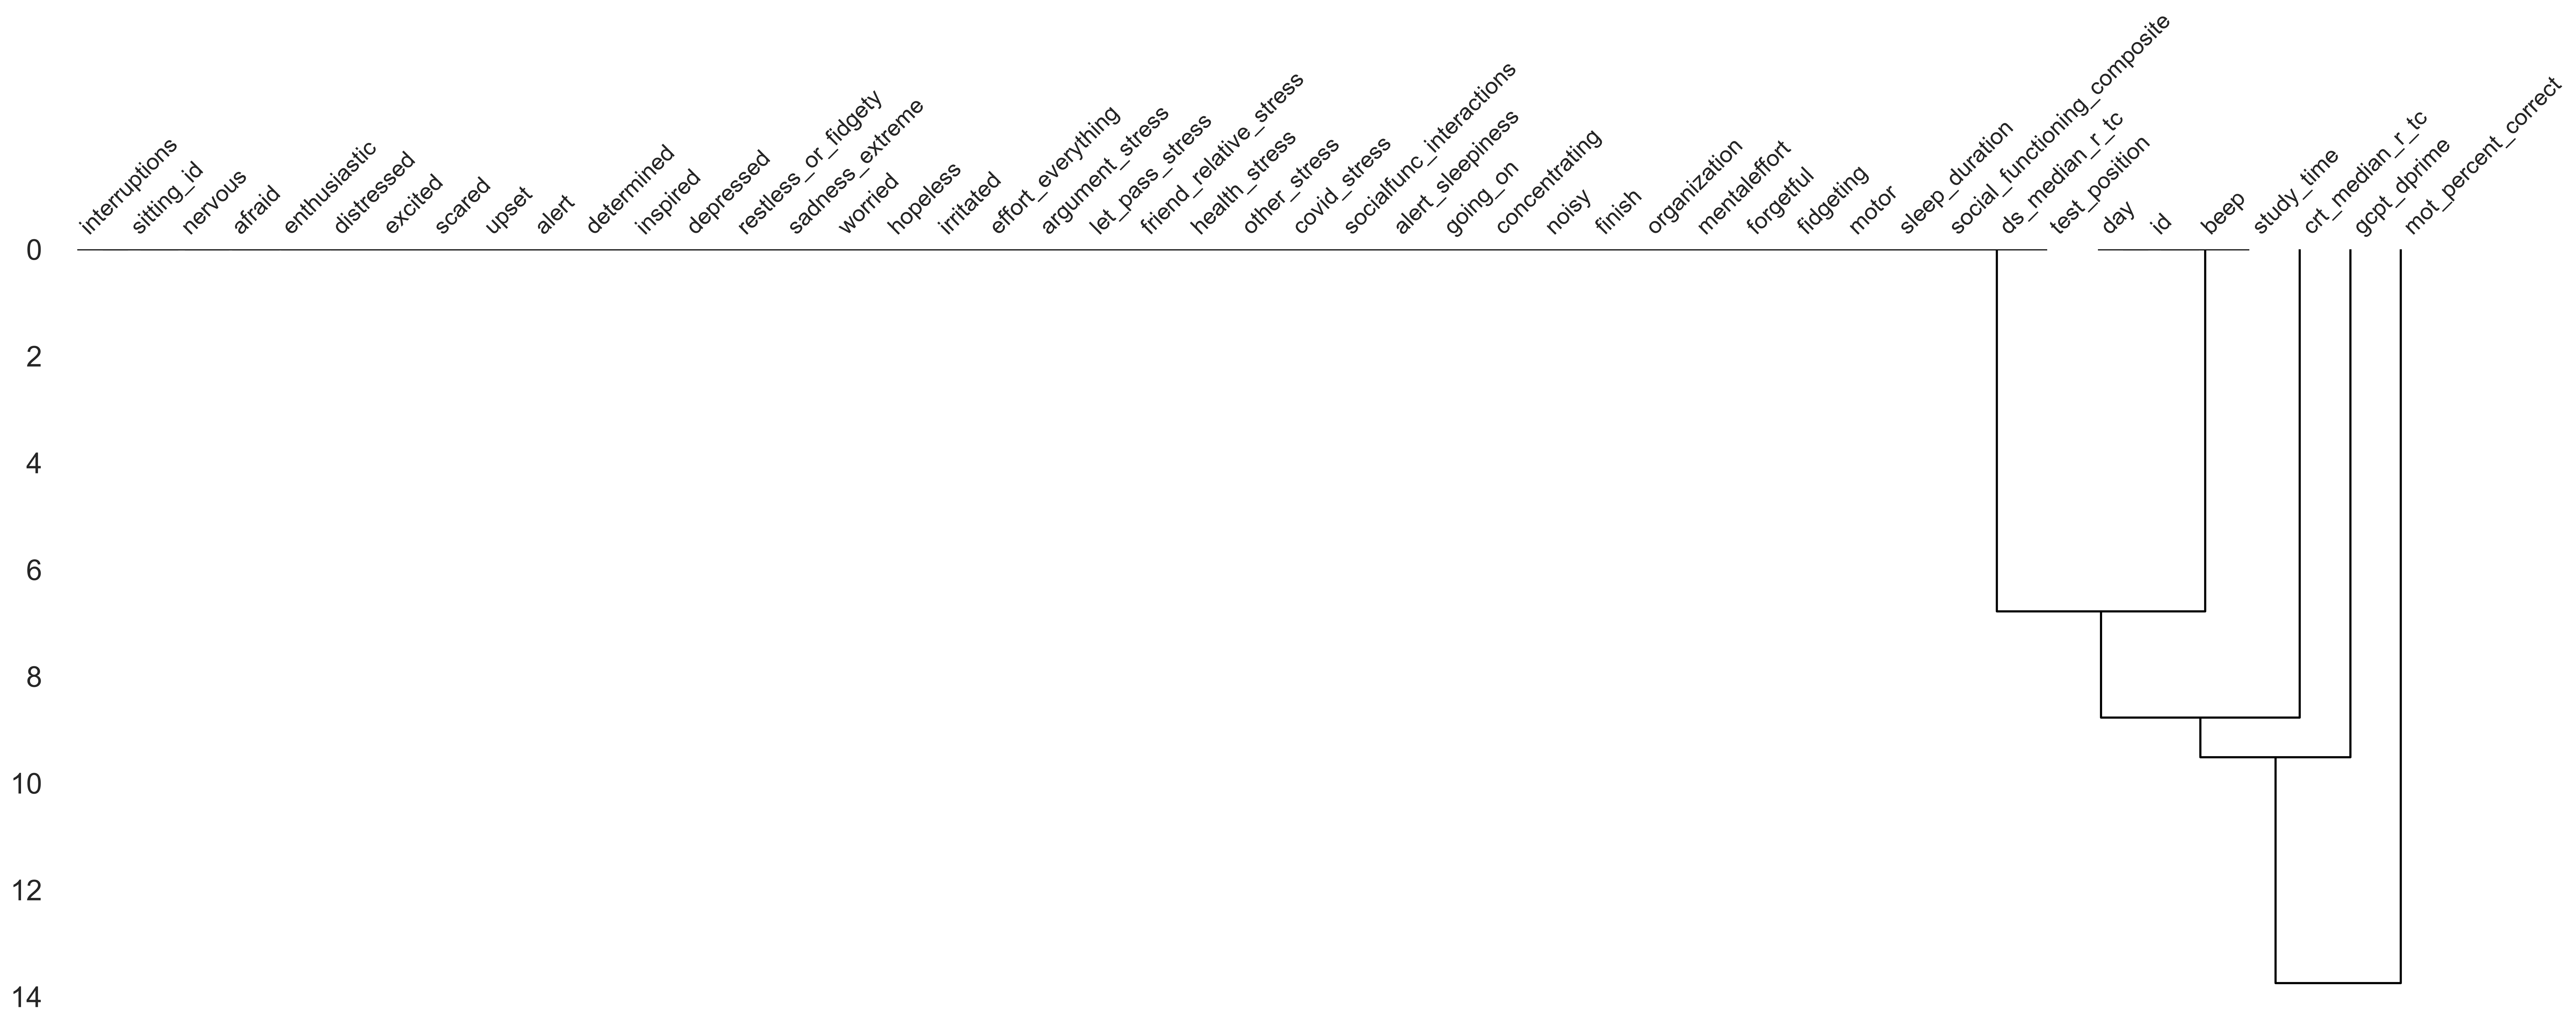 interruptions
sitting_id
nervous
afraid
enthusiastic
distressed
excited
scared
upset
alert
determined
inspired
depressed
restless_or_fidgety
sadness_extreme
worried
hopeless
irritated
effort_everything
argument_stress
let_pass_stress
friend_relative_stress
health_stress
other_stress
covid_stress
socialfunc_interactions
alert_sleepiness
going_on
concentrating
noisy
finish
organization
mentaleffort
forgetful
fidgeting
motor
sleep_duration
social_functioning_composite
ds_median_r_tc
test_position
day
id
beep
study_time
crt_median_r_tc
gcpt_dprime
mot_percent_correct
0
2
4
6
8
10
12
14